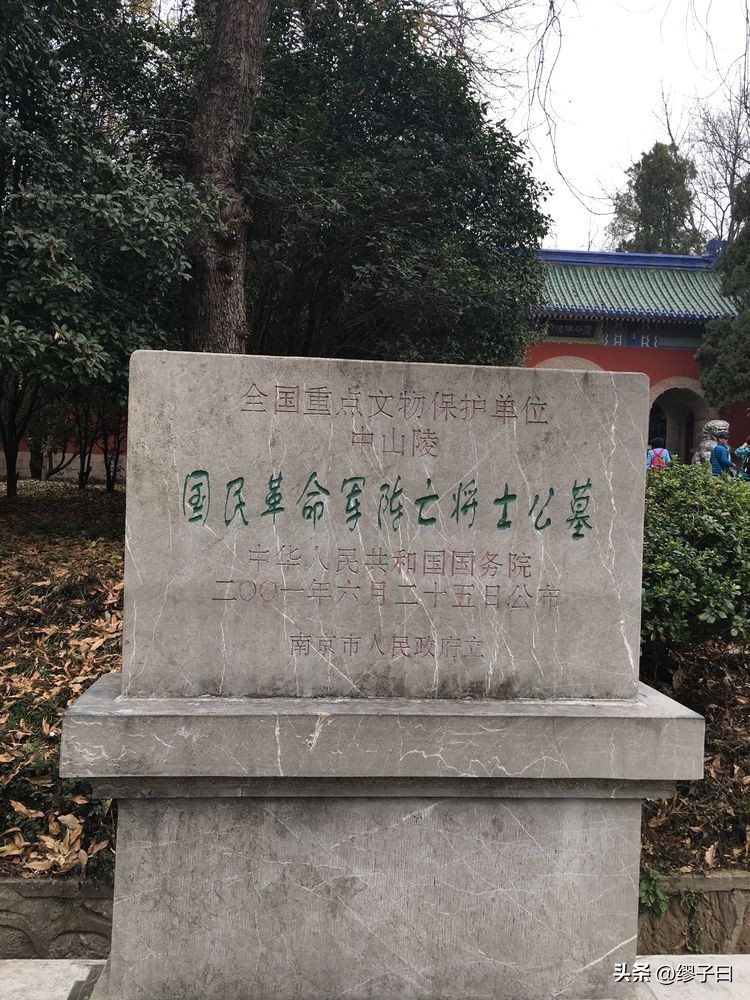 全国重点文物保护单位
中山陵
国民革命军阵亡将士公墓
中华人民共和国国务院
二〇〇一年六月二十五日公布
南京市人民政府立
头条 @缪子曰